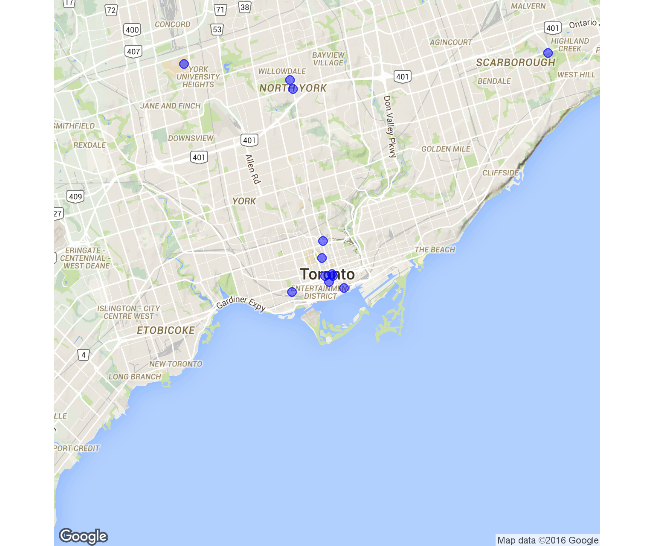 MALVERN
72
71
38
400
CONCORD
53
407
BAYVIEW
VILLAGE
AGINCOURT
401
Ontario
HIGHLAND
CREEK
SCARBOROUGH
YORK
UNIVERSITY
HEIGHTS
WILLOWDALE
NORTH YORK
401
BENDALE
WEST HILL
JANE AND FINCH
Don Valley Pkwy
SMITHFIELD
DOWNSVIEW
401
REXDALE
401
Allen Rd
GOLDEN MILE
CLIFFSIDE
409
YORK
27
ERINGATE -
CENTENNIAL -
WEST DEANE
THE BEACH
Toronto
ENTERTAINMENT
DISTRICT
Gardiner Expy
ISLINGTON - CITY
CENTRE WEST
ETOBICOKE
4
NEW TORONTO
LONG BRANCH
PORT CREDIT
Google
Map data ©2016 Google